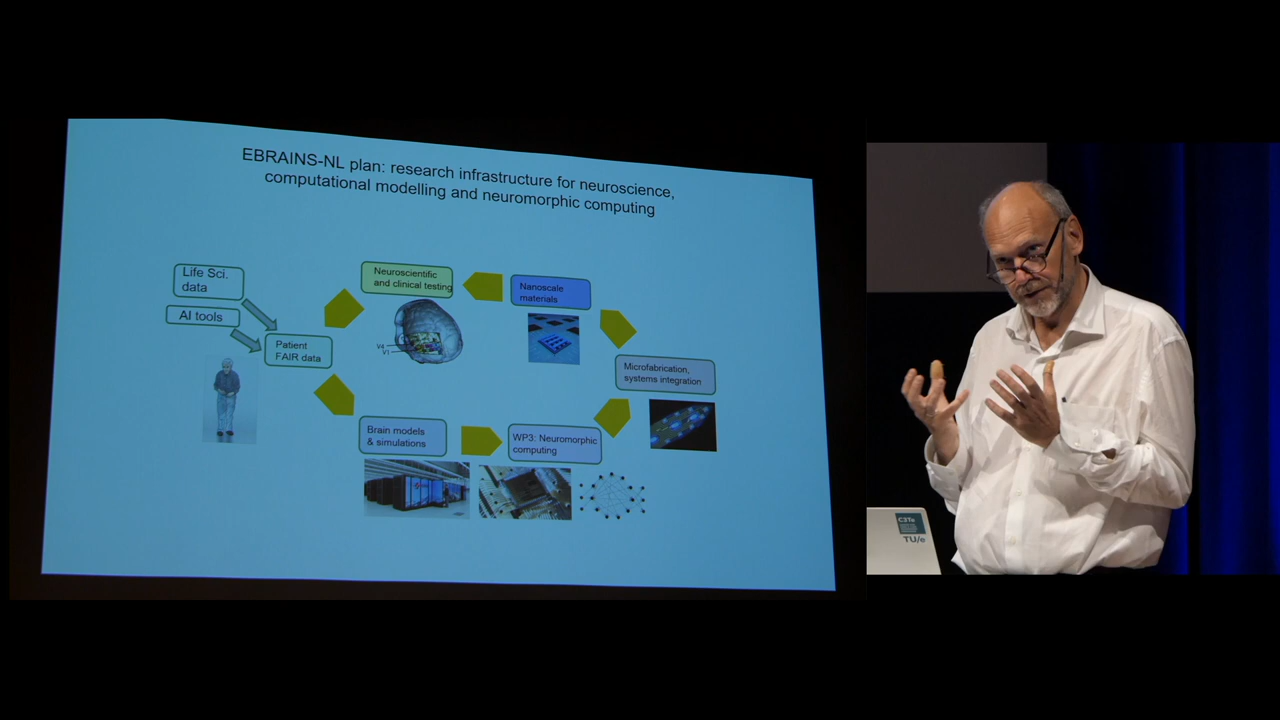 EBRAINS-NL plan: research infrastructure for neuroscience,
computational modelling and neuromorphic computing
Life Sci.
data
AI tools
Patient
FAIR data
Neuroscientific
and clinical testing
V4
V1
Nanoscale
materials
Microfabrication,
systems integration
Brain models
& simulations
WP3: Neuromorphic
computing
C2Te
TU/e